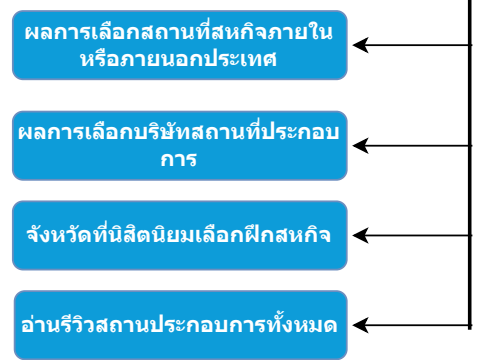 ผลการเลือกสถานที่สหกิจภายใน
หรือภายนอกประเทศ
ผลการเลือกบริษัทสถานที่ประกอบ
การ
จังหวัดที่นิสิตนิยมเลือกฝึกสหกิจ
อ่านรีวิวสถานประกอบการทั้งหมด